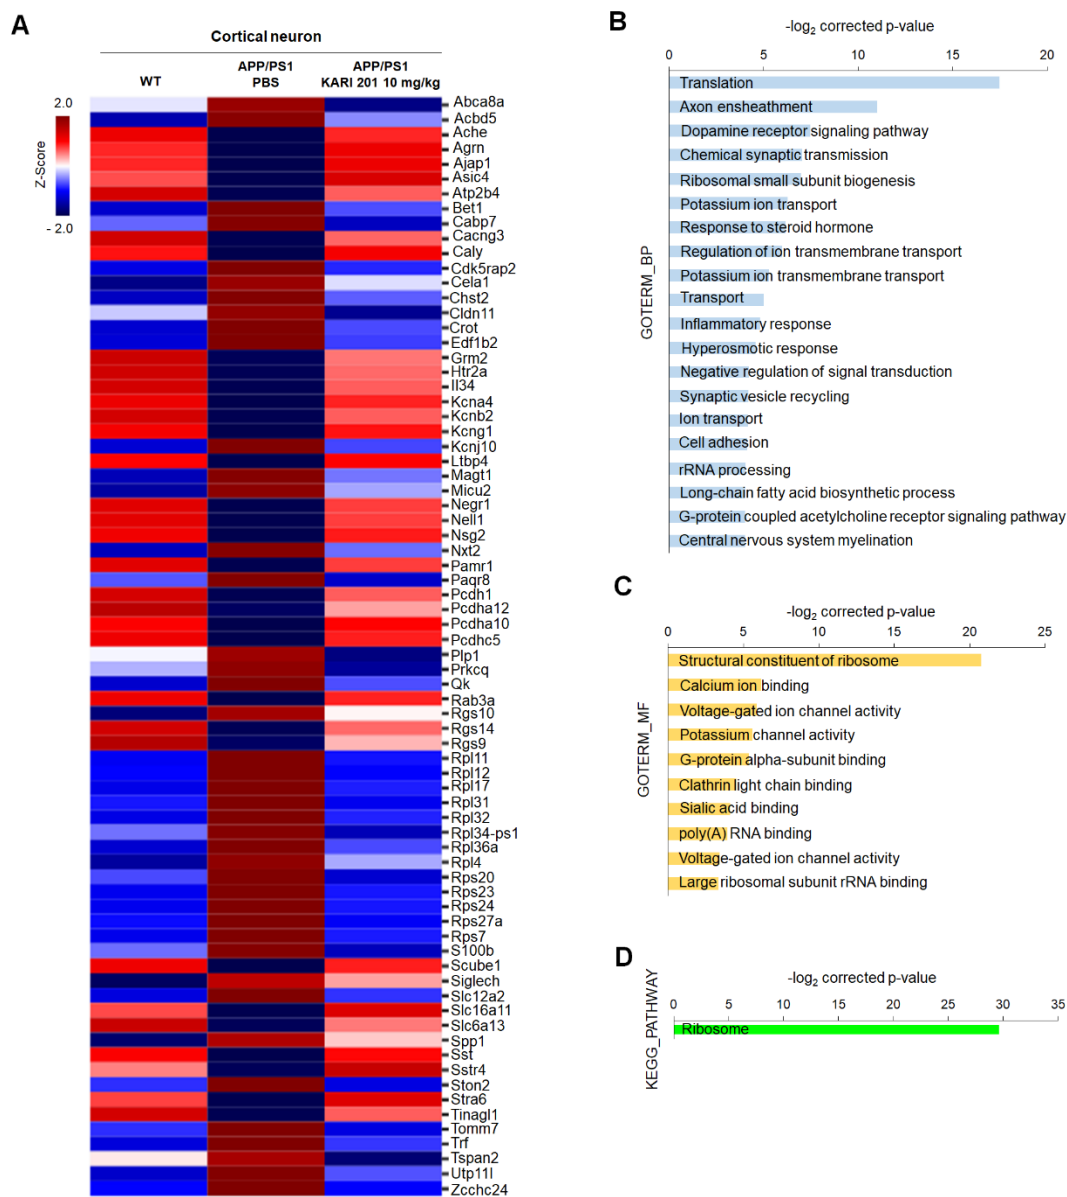 A
Cortical neuron
WT
APP/PS1
PBS
APP/PS1
KARI 201 10 mg/kg
2.0
Z-Score
- 2.0
Abca8a
Acbd5
Ache
Agrn
Ajap1
Asic4
Atp2b4
Bet1
Cabp7
Cacng3
Caly
Cdk5rap2
Cela1
Chst2
Cldn11
Crot
Edf1b2
Grm2
Htr2a
Il34
Kcna4
Kcnb2
Kcng1
Kcnj10
Ltbp4
Magt1
Micu2
Negr1
Nell1
Nsg2
Nxt2
Pamr1
Paqr8
Pcdh1
Pcdha12
Pcdha10
Pcdhc5
Plp1
Prkcq
Qk
Rab3a
Rgs10
Rgs14
Rgs9
Rpl11
Rpl12
Rpl17
Rpl31
Rpl32
Rpl34-ps1
Rpl36a
Rpl4
Rps20
Rps23
Rps24
Rps27a
Rps7
S100b
Scube1
Siglech
Slc12a2
Slc16a11
Slc6a13
Spp1
Sst
Sstr4
Ston2
Stra6
Tinagl1
Tomm7
Trf
Tspan2
Utp11l
Zcchc24
B
-log2 corrected p-value
0 5 10 15 20
GOTERM_BP
Translation
Axon ensheathment
Dopamine receptor signaling pathway
Chemical synaptic transmission
Ribosomal small subunit biogenesis
Potassium ion transport
Response to steroid hormone
Regulation of ion transmembrane transport
Potassium ion transmembrane transport
Transport
Inflammatory response
Hyperosmotic response
Negative regulation of signal transduction
Synaptic vesicle recycling
Ion transport
Cell adhesion
rRNA processing
Long-chain fatty acid biosynthetic process
G-protein coupled acetylcholine receptor signaling pathway
Central nervous system myelination
C
-log2 corrected p-value
0 5 10 15 20 25
GOTERM_MF
Structural constituent of ribosome
Calcium ion binding
Voltage-gated ion channel activity
Potassium channel activity
G-protein alpha-subunit binding
Clathrin light chain binding
Sialic acid binding
poly(A) RNA binding
Voltage-gated ion channel activity
Large ribosomal subunit rRNA binding
D
-log2 corrected p-value
0 5 10 15 20 25 30 35
KEGG_PATHWAY
Ribosome